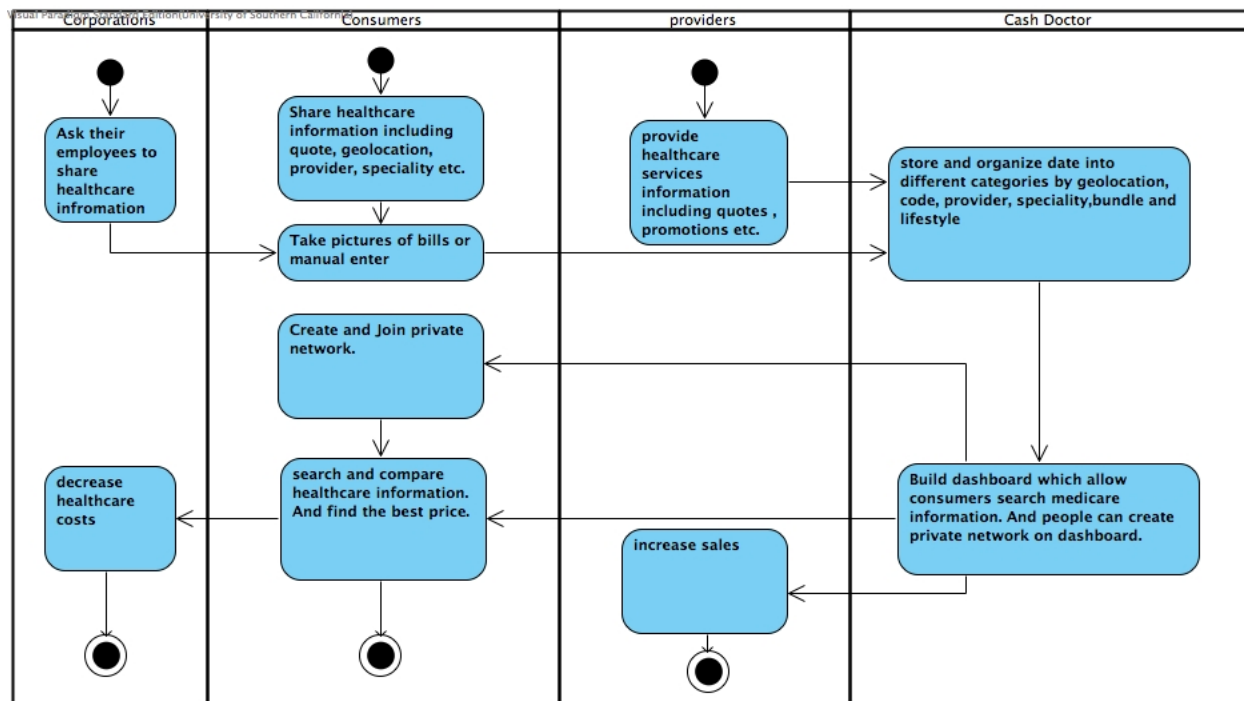 Visual Paradigm Standard Edition(University of Southern California)
Corporations
Consumers
providers
Cash Doctor
Ask their
employees to
share
healthcare
infromation
Share healthcare
information including
quote, geolocation,
provider, speciality etc.
Take pictures of bills or
manual enter
provide
healthcare
services
information
including quotes ,
promotions etc.
store and organize date into
different categories by geolocation,
code, provider, speciality,bundle and
lifestyle
Create and Join private
network.
decrease
healthcare
costs
search and compare
healthcare information.
And find the best price.
increase sales
Build dashboard which allow
consumers search medicare
information. And people can create
private network on dashboard.